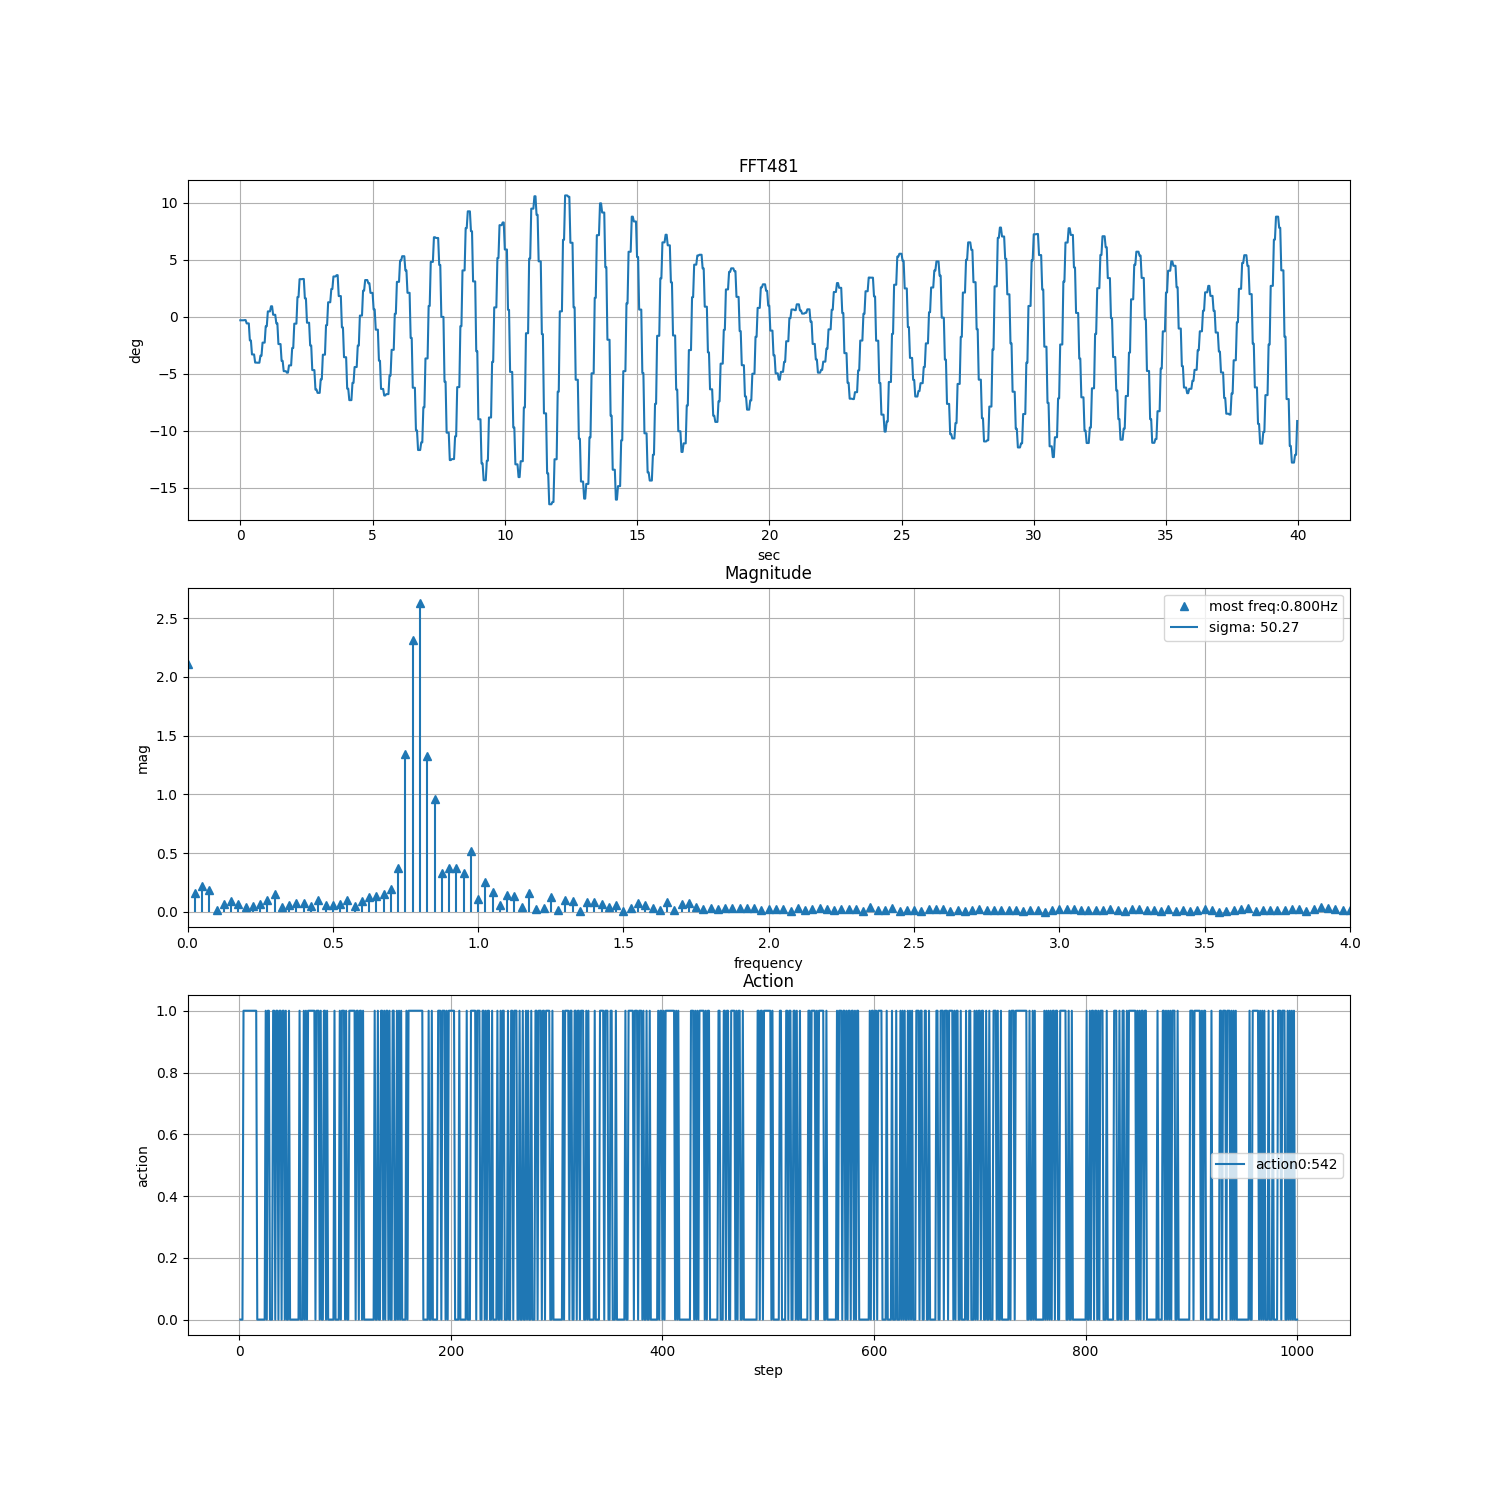 FFT481
10
5
0
−5
−10
−15
deg
0 5 10 15 20 25 30 35 40
sec
Magnitude
most freq:0.800Hz
sigma: 50.27
2.5
2.0
1.5
1.0
0.5
0.0
mag
0.0 0.5 1.0 1.5 2.0 2.5 3.0 3.5 4.0
frequency
Action
1.0
0.8
0.6
0.4
0.2
0.0
action
action0:542
0 200 400 600 800 1000
step